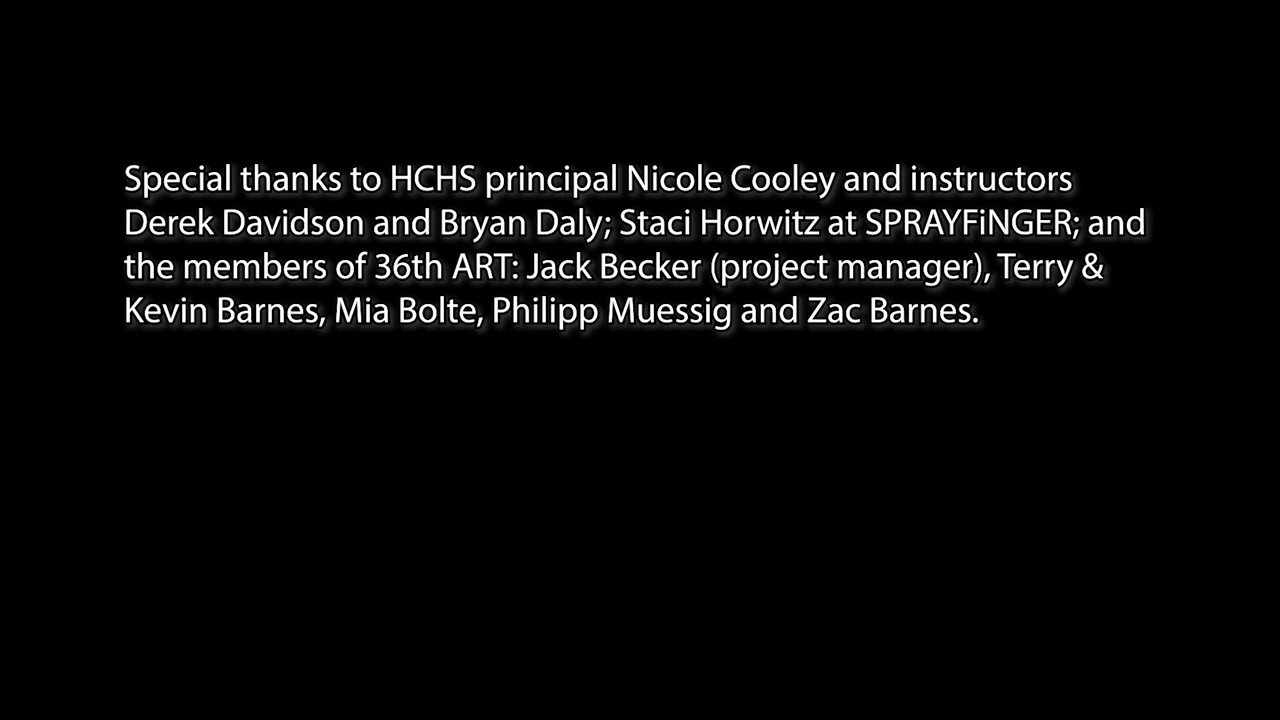 Special thanks to HCHS principal Nicole Cooley and instructors
Derek Davidson and Bryan Daly; Staci Horwitz at SPRAYFiNGER; and
the members of 36th ART: Jack Becker (project manager), Terry &
Kevin Barnes, Mia Bolte, Philipp Muessig and Zac Barnes.